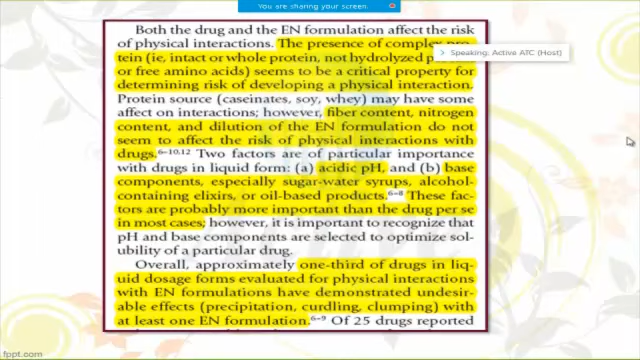 You are sharing your screen.
Speaking: Active ATC (Host)
Both the drug and the EN formulation affect the risk
of physical interactions. The presence of complex pro-
tein (ie, intact or whole protein, not hydrolyzed
or free amino acids) seems to be a critical property for
determining risk of developing a physical interaction.
Protein source (caseinates, soy, whey) may have some
affect on interactions; however, fiber content, nitrogen
content, and dilution of the EN formulation do not
seem to affect the risk of physical interactions with
drugs.6–10,12 Two factors are of particular importance
with drugs in liquid form: (a) acidic pH, and (b) base
components, especially sugar-water syrups, alcohol-
containing elixirs, or oil-based products.6–8 These fac-
tors are probably more important than the drug per se
in most cases; however, it is important to recognize that
pH and base components are selected to optimize sol-
ubility of a particular drug.
Overall, approximately one-third of drugs in liq-
uid dosage forms evaluated for physical interactions
with EN formulations have demonstrated undesir-
able effects (precipitation, curdling, clumping) with
at least one EN formulation.6–9 Of 25 drugs reported
fppt.com